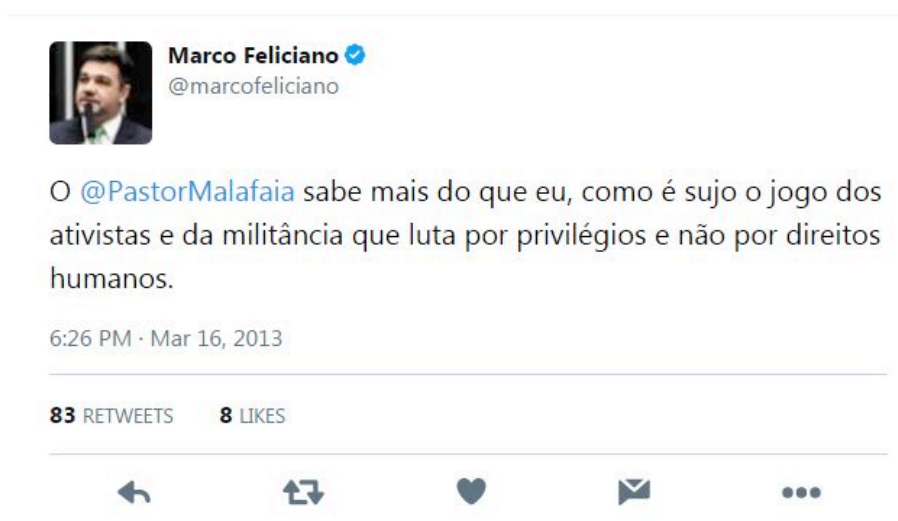 Marco Feliciano
@marcofeliciano
O @PastorMalafaia sabe mais do que eu, como é sujo o jogo dos
ativistas e da militância que luta por privilégios e não por direitos
humanos.
6:26 PM · Mar 16, 2013
83 RETWEETS 8 LIKES